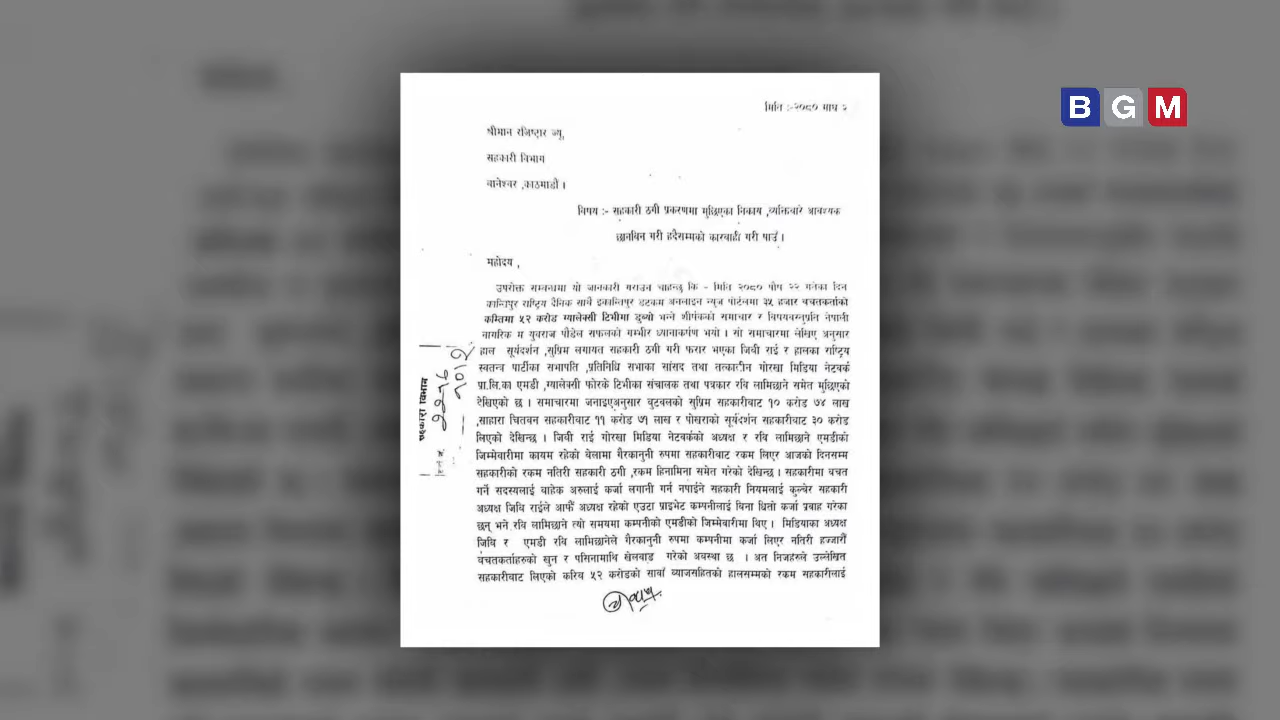 BGM
मिति :-२०८० माघ २
श्रीमान रजिष्टार ज्यू,
सहकारी विभाग
वानेश्वर ,काठमाडौं ।
विषय :- सहकारी ठगी प्रकरणमा मुछिएका निकाय ,व्यक्तिबारे आवश्यक
छानविन गरी हदैसम्मको कारवाही गरी पाउँ ।
महोदय ,
उपरोक्त सम्वन्धमा यो जानकारी गराउन चाहन्छु कि - मिति २०८० पौष २२ गतेका दिन
कान्तिपुर राष्ट्रिय दैनिक साथै इकान्तिपुर डटकम अनलाइन न्यूज पोर्टलमा ३५ हजार बचतकर्ताको
कम्तिमा ५२ करोड ग्यालेक्सी टिभीमा डुब्यो भन्ने शीर्षकको समाचार र विषयवस्तुप्रति नेपाली
नागरिक म युवराज पौडेल सफलको गम्भीर ध्यानाकर्षण भयो । सो समाचारमा लेखिए अनुसार
हाल सूर्यदर्शन ,सुप्रिम लगायत सहकारी ठगी गरी फरार भएका जिवी राई र हालका राष्ट्रिय
स्वतन्त्र पार्टीका सभापति ,प्रतिनिधि सभाका सांसद तथा तत्कालीन गोरखा मिडिया नेटवर्क
प्रा.लि.का एमडी ,ग्यालेक्सी फोरके टिभीका संचालक तथा पत्रकार रवि लामिछाने समेत मुछिएको
देखिएको छ । समाचारमा जनाइएअनुसार बुटवलको सुप्रिम सहकारीबाट १० करोड ७४ लाख
,साहारा चितवन सहकारीबाट ११ करोड ७१ लाख र पोखराको सूर्यदर्शन सहकारीबाट ३० करोड
लिएको देखिन्छ । जिवी राई गोरखा मिडिया नेटवर्कको अध्यक्ष र रवि लामिछाने एमडीको
जिम्मेवारीमा कायम रहेको बेलामा गैरकानुनी रुपमा सहकारीबाट रकम लिएर आजको दिनसम्म
सहकारीको रकम नतिरी सहकारी ठगी ,रकम हिनामिना समेत गरेको देखिन्छ । सहकारीमा बचत
गर्ने सदस्यलाई बाहेक अरुलाई कर्जा लगानी गर्न नपाईने सहकारी नियमलाई कुल्चेर सहकारी
अध्यक्ष जिवि राईले आफै अध्यक्ष रहेको एउटा प्राइभेट कम्पनीलाई बिना धितो कर्जा प्रवाह गरेका
छन् भने रवि लामिछाने त्यो समयमा कम्पनीको एमडीको जिम्मेवारीमा थिए । मिडियाका अध्यक्ष
जिवि र एमडी रवि लामिछानेले गैरकानुनी रुपमा कम्पनीमा कर्जा लिएर नतिरी हज्जारौं
बचतकर्ताहरुको खुन र पसिनामाथि खेलवाड गरेको अवस्था छ । अत निजहरुले उल्लेखित
सहकारीबाट लिएको करिव ५२ करोडको सावाँ व्याजसहितको हालसम्मको रकम सहकारीलाई
सहकारी विभाग